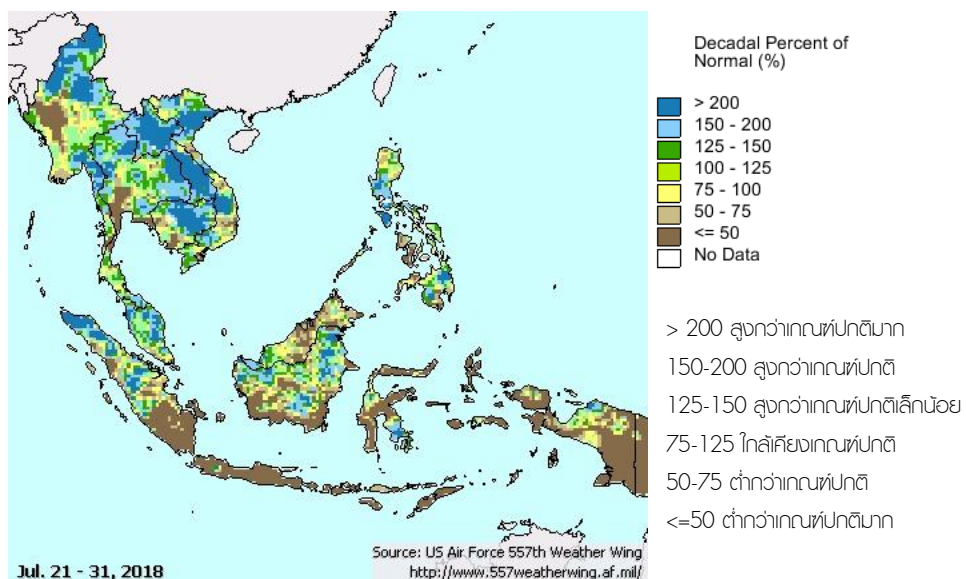 Decadal Percent of
Normal (%)
> 200
150 - 200
125 - 150
100 - 125
75 - 100
50 - 75
<= 50
No Data
> 200 สูงกว่าเกณฑ์ปกติมาก
150-200 สูงกว่าเกณฑ์ปกติ
125-150 สูงกว่าเกณฑ์ปกติเล็กน้อย
75-125 ใกล้เคียงเกณฑ์ปกติ
50-75 ต่ำกว่าเกณฑ์ปกติ
<=50 ต่ำกว่าเกณฑ์ปกติมาก
Source: US Air Force 557th Weather Wing
Jul. 21 - 31, 2018 http://www.557weatherwing.af.mil/